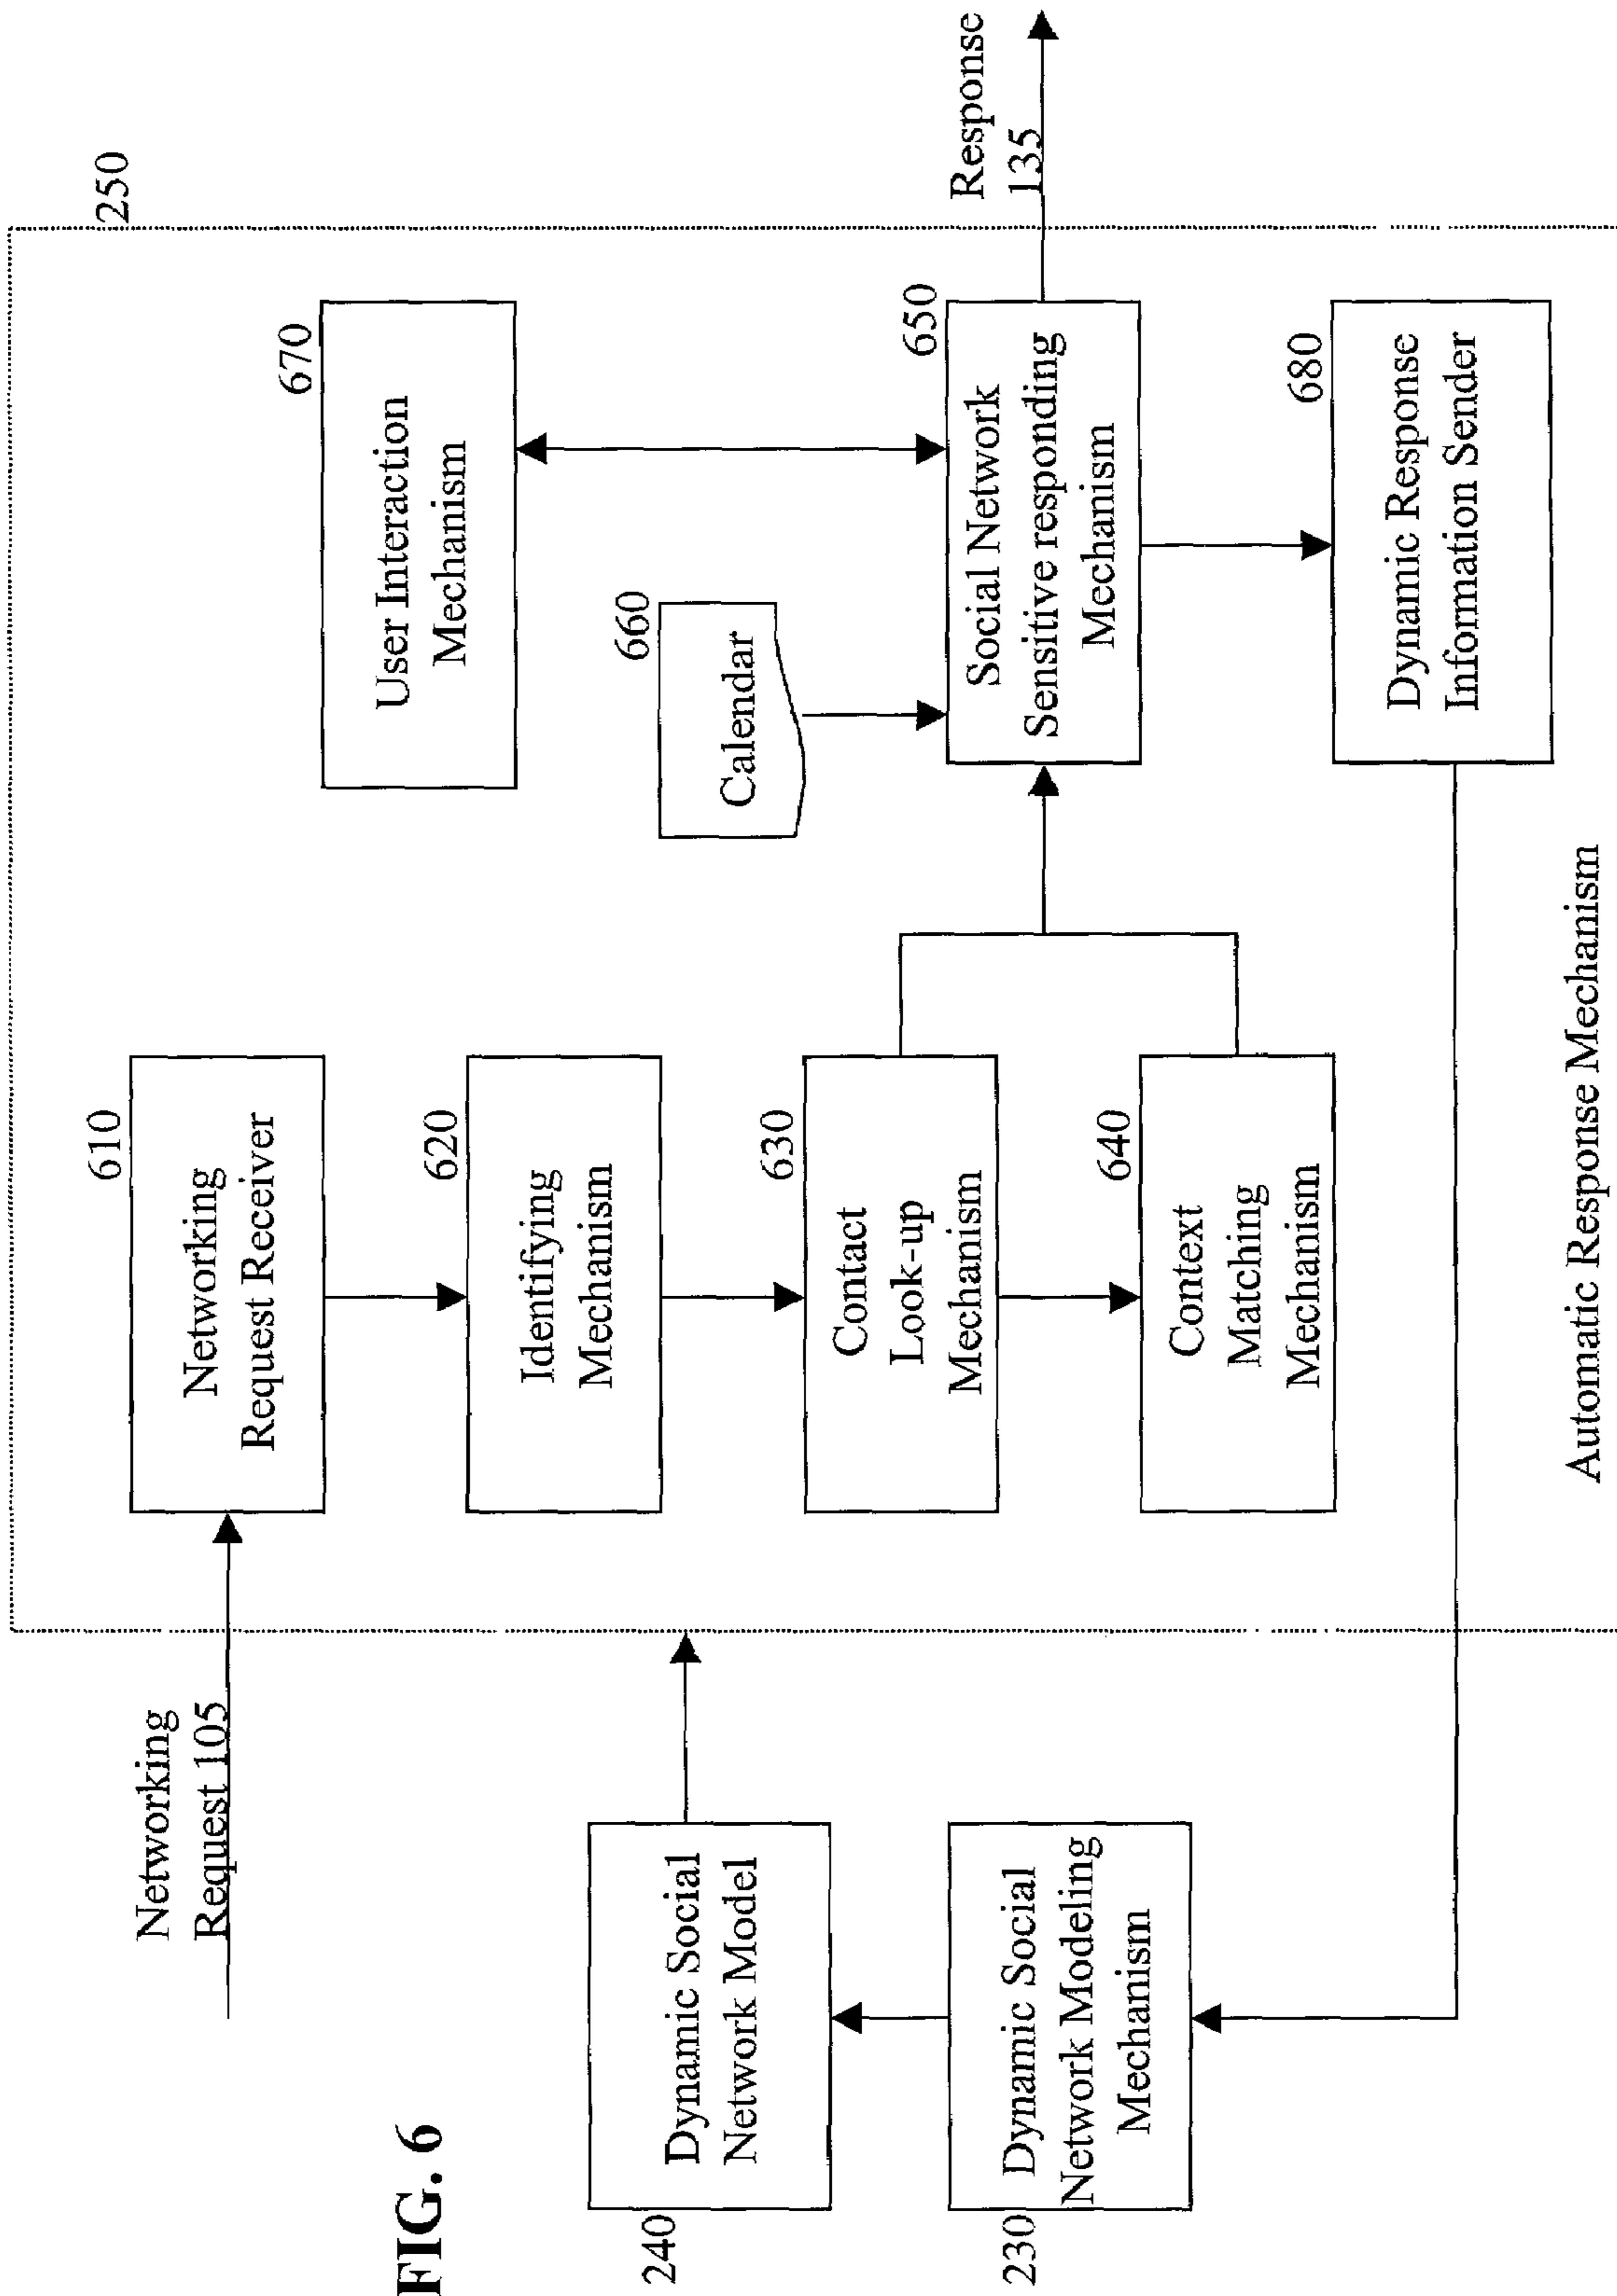 FIG. 6
Networking
Request 105
250
610
Networking
Request Receiver
670
User Interaction
Mechanism
620
Identifying
Mechanism
660
Calendar
240
Dynamic Social
Network Model
630
Contact
Look-up
Mechanism
650
Social Network
Sensitive responding
Mechanism
Response
135
230
Dynamic Social
Network Modeling
Mechanism
640
Context
Matching
Mechanism
680
Dynamic Response
Information Sender
Automatic Response Mechanism